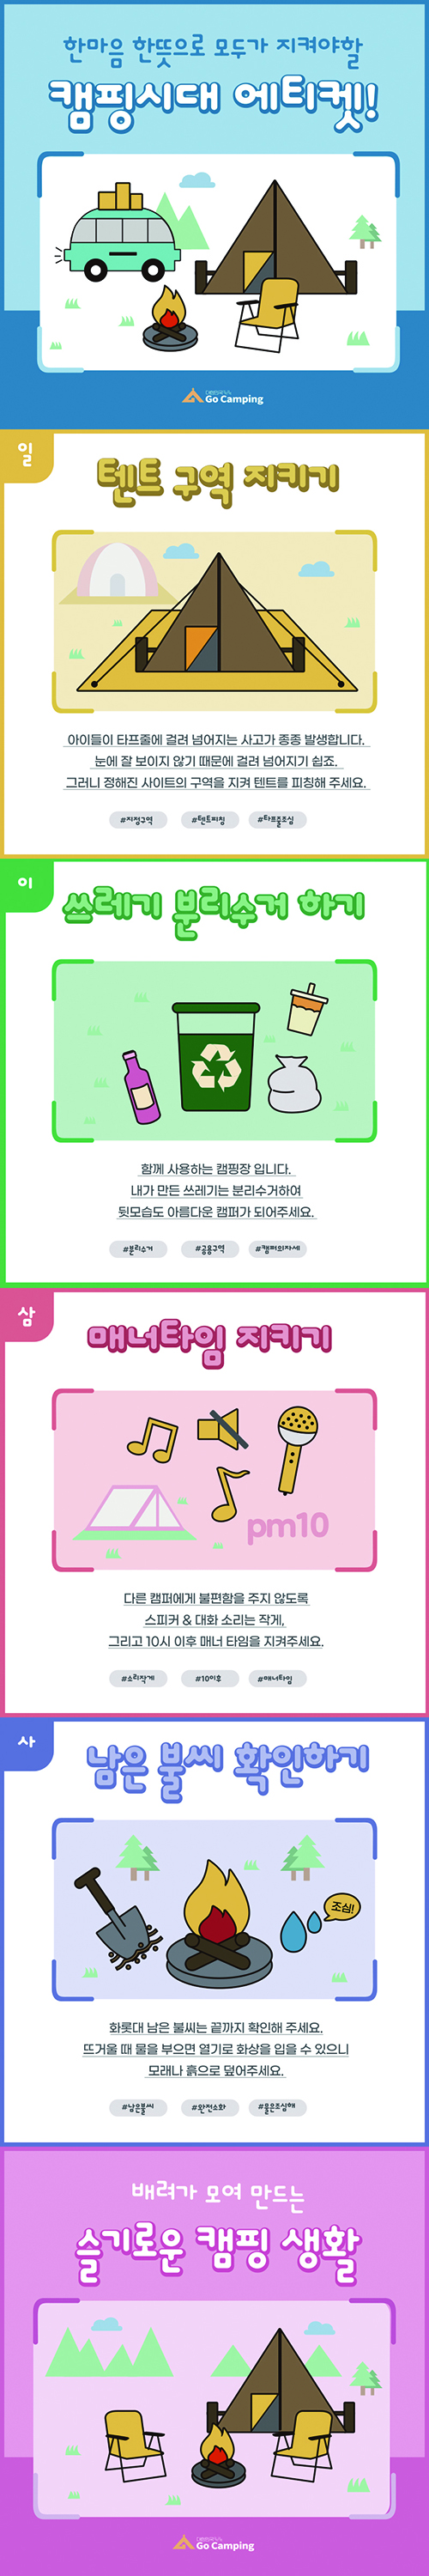 한마음 한뜻으로 모두가 지켜야할
캠핑시대 에티켓!
Go Camping
일
텐트 구역 지키기
아이들이 타프줄에 걸려 넘어지는 사고가 종종 발생합니다.
눈에 잘 보이지 않기 때문에 걸려 넘어지기 쉽죠.
그러니 정해진 사이트의 구역을 지켜 텐트를 피칭해 주세요.
#지정구역 #텐트피칭 #타프줄조심
이
쓰레기 분리수거 하기
함께 사용하는 캠핑장 입니다.
내가 만든 쓰레기는 분리수거하여
뒷모습도 아름다운 캠퍼가 되어주세요.
#분리수거 #공용구역 #캠퍼의자세
삼
매너타임 지키기
pm10
다른 캠퍼에게 불편함을 주지 않도록
스피커 & 대화 소리는 작게,
그리고 10시 이후 매너 타임을 지켜주세요.
#소리작게 #10이후 #매너타임
사
남은 불씨 확인하기
조심!
화롯대 남은 불씨는 끝까지 확인해 주세요.
뜨거울 때 물을 부으면 열기로 화상을 입을 수 있으니
모래나 흙으로 덮어주세요.
#남은불씨 #완전소화 #물은조심해
배려가 모여 만드는
슬기로운 캠핑 생활
Go Camping